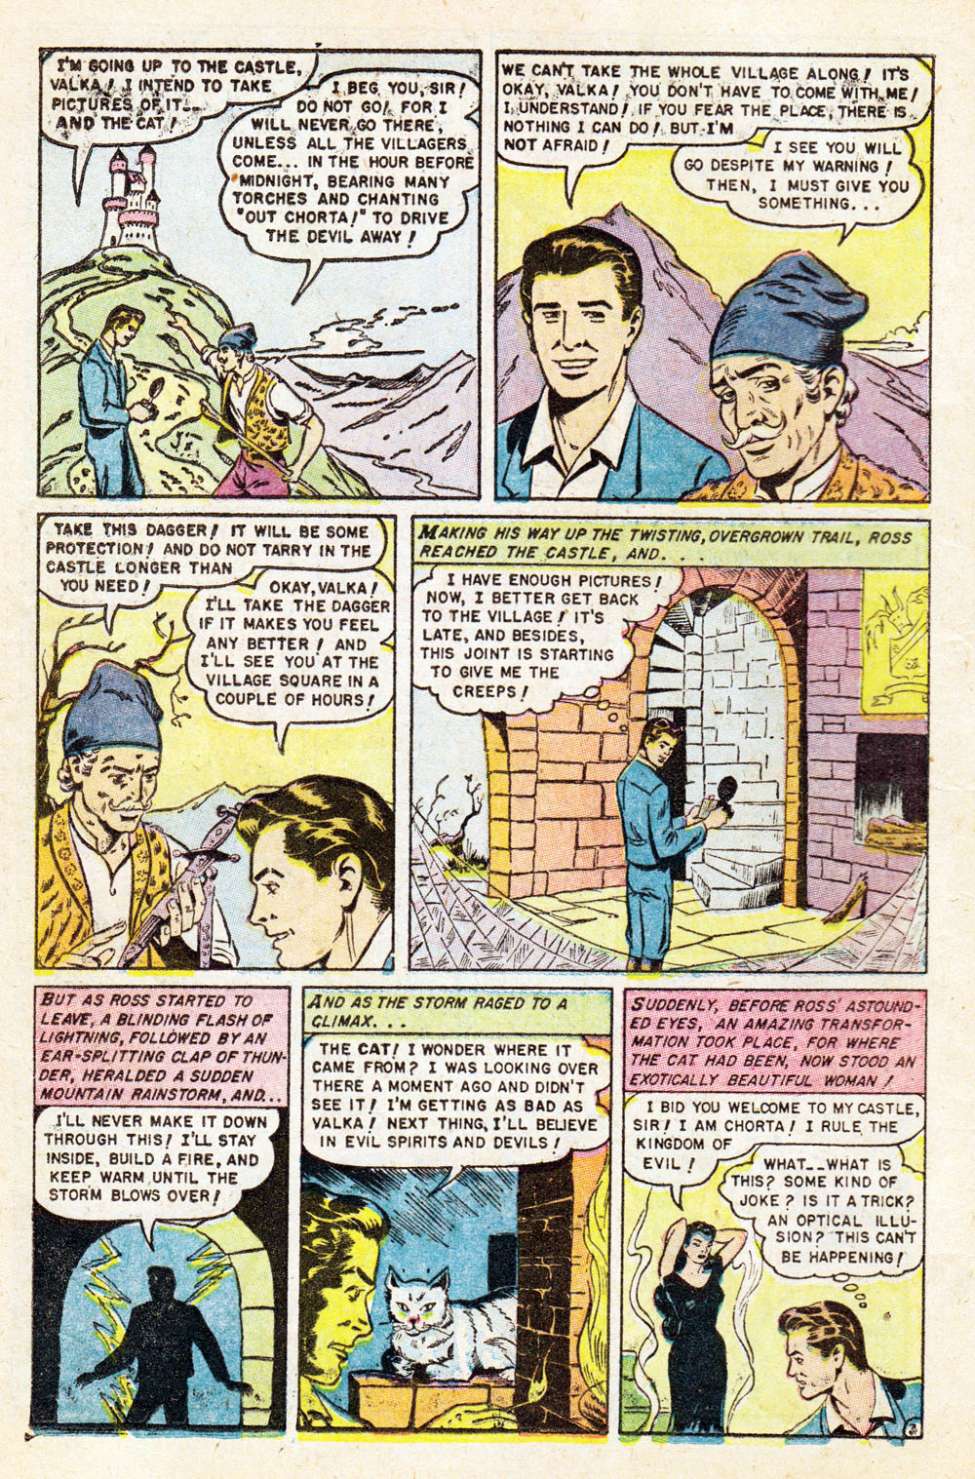 I'M GOING UP TO THE CASTLE,
VALKA! I INTEND TO TAKE
PICTURES OF IT...
AND THE CAT!
I BEG YOU, SIR!
DO NOT GO! FOR I
WILL NEVER GO THERE,
UNLESS ALL THE VILLAGERS
COME... IN THE HOUR BEFORE
MIDNIGHT, BEARING MANY
TORCHES AND CHANTING
"OUT CHORTA!" TO DRIVE
THE DEVIL AWAY!
WE CAN'T TAKE THE WHOLE VILLAGE ALONG! IT'S
OKAY, VALKA! YOU DON'T HAVE TO COME WITH ME!
I UNDERSTAND! IF YOU FEAR THE PLACE, THERE IS
NOTHING I CAN DO! BUT I'M
NOT AFRAID!
I SEE YOU WILL
GO DESPITE MY WARNING!
THEN, I MUST GIVE YOU
SOMETHING...
TAKE THIS DAGGER! IT WILL BE SOME
PROTECTION! AND DO NOT TARRY IN THE
CASTLE LONGER THAN
YOU NEED!
OKAY, VALKA!
I'LL TAKE THE DAGGER
IF IT MAKES YOU FEEL
ANY BETTER! AND
I'LL SEE YOU AT THE
VILLAGE SQUARE IN A
COUPLE OF HOURS!
MAKING HIS WAY UP THE TWISTING, OVERGROWN TRAIL, ROSS
REACHED THE CASTLE, AND...
I HAVE ENOUGH PICTURES!
NOW, I BETTER GET BACK
TO THE VILLAGE! IT'S
LATE, AND BESIDES,
THIS JOINT IS STARTING
TO GIVE ME THE
CREEPS!
BUT AS ROSS STARTED TO
LEAVE, A BLINDING FLASH OF
LIGHTNING, FOLLOWED BY AN
EAR-SPLITTING CLAP OF THUN-
DER, HERALDED A SUDDEN
MOUNTAIN RAINSTORM, AND...
I'LL NEVER MAKE IT DOWN
THROUGH THIS! I'LL STAY
INSIDE, BUILD A FIRE, AND
KEEP WARM UNTIL THE
STORM BLOWS OVER!
AND AS THE STORM RAGED TO A
CLIMAX...
THE CAT! I WONDER WHERE IT
CAME FROM? I WAS LOOKING OVER
THERE A MOMENT AGO AND DIDN'T
SEE IT! I'M GETTING AS BAD AS
VALKA! NEXT THING, I'LL BELIEVE
IN EVIL SPIRITS AND DEVILS!
SUDDENLY, BEFORE ROSS' ASTOUND-
ED EYES, AN AMAZING TRANSFOR-
MATION TOOK PLACE, FOR WHERE
THE CAT HAD BEEN, NOW STOOD AN
EXOTICALLY BEAUTIFUL WOMAN!
I BID YOU WELCOME TO MY CASTLE,
SIR! I AM CHORTA! I RULE THE
KINGDOM OF
EVIL!
WHAT--WHAT IS
THIS? SOME KIND OF
JOKE? IS IT A TRICK?
AN OPTICAL ILLU-
SION? THIS CAN'T
BE HAPPENING!
2